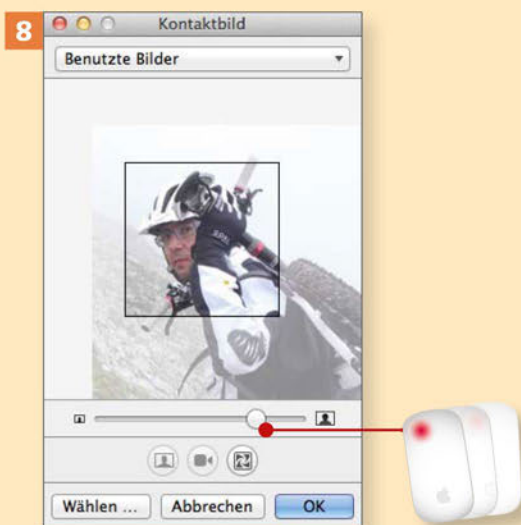 8
Kontaktbild
Benutzte Bilder
Wählen ...
Abbrechen
OK